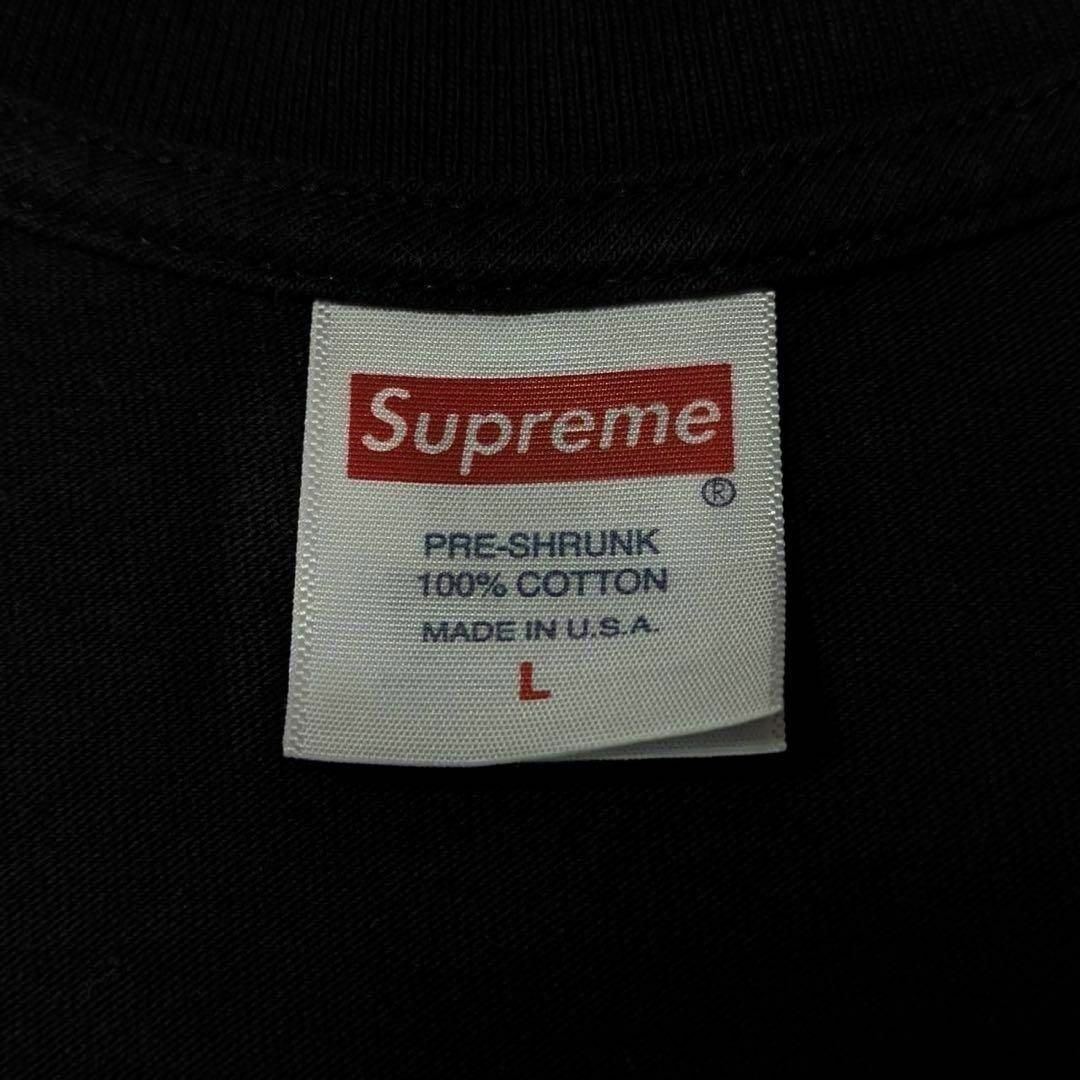 Supreme
®
PRE-SHRUNK
100% COTTON
MADE IN U.S.A.
L